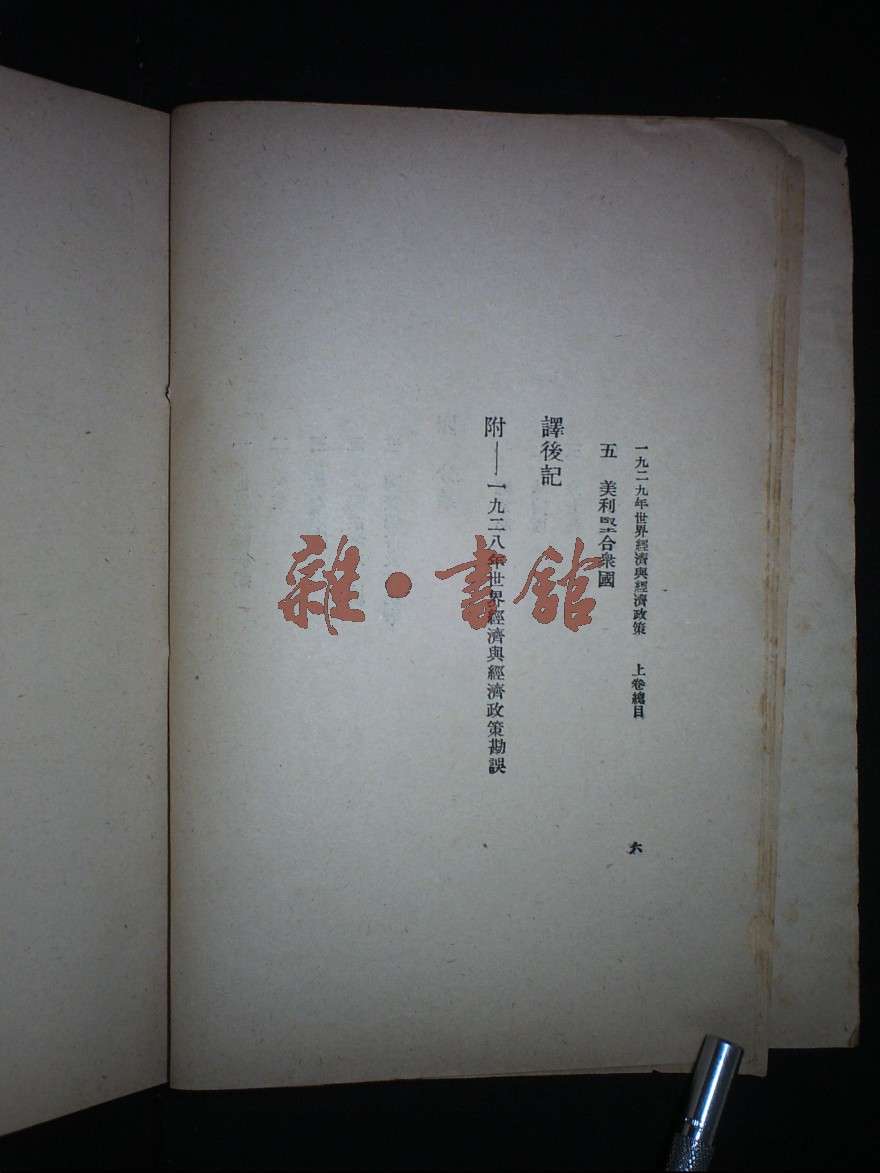 一九二九年世界經濟與經濟政策　上卷總目　六
五　美利堅合衆國
譯後記
附——一九二八年世界經濟與經濟政策勘誤
雜·書舘